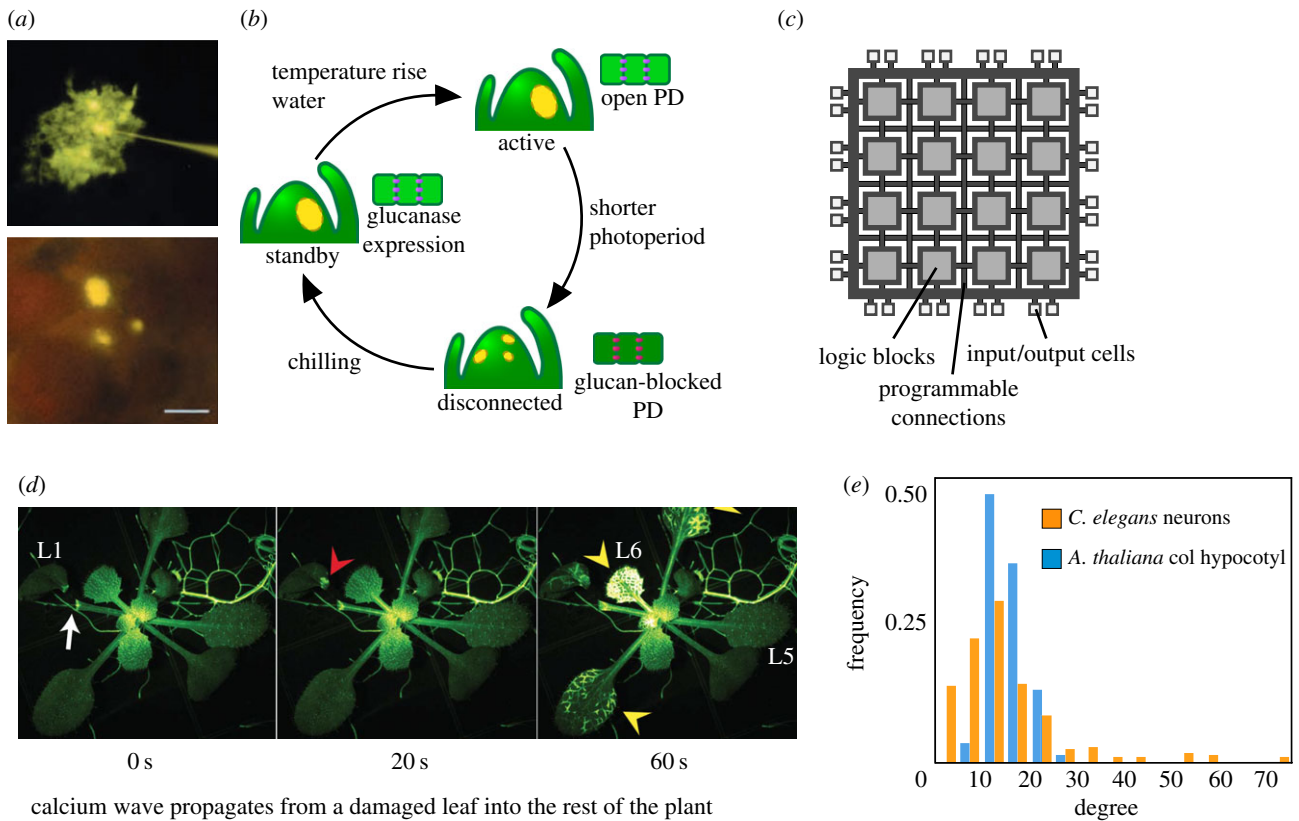 (a)
(b)
temperature rise
water
open PD
active
glucanase
expression
standby
shorter
photoperiod
chilling
disconnected
glucan-blocked
PD
(c)
logic blocks
input/output cells
programmable
connections
(d)
L1
L6
L5
0 s
20 s
60 s
calcium wave propagates from a damaged leaf into the rest of the plant
(e)
0.50
0.25
frequency
C. elegans neurons
A. thaliana col hypocotyl
0 10 20 30 40 50 60 70
degree